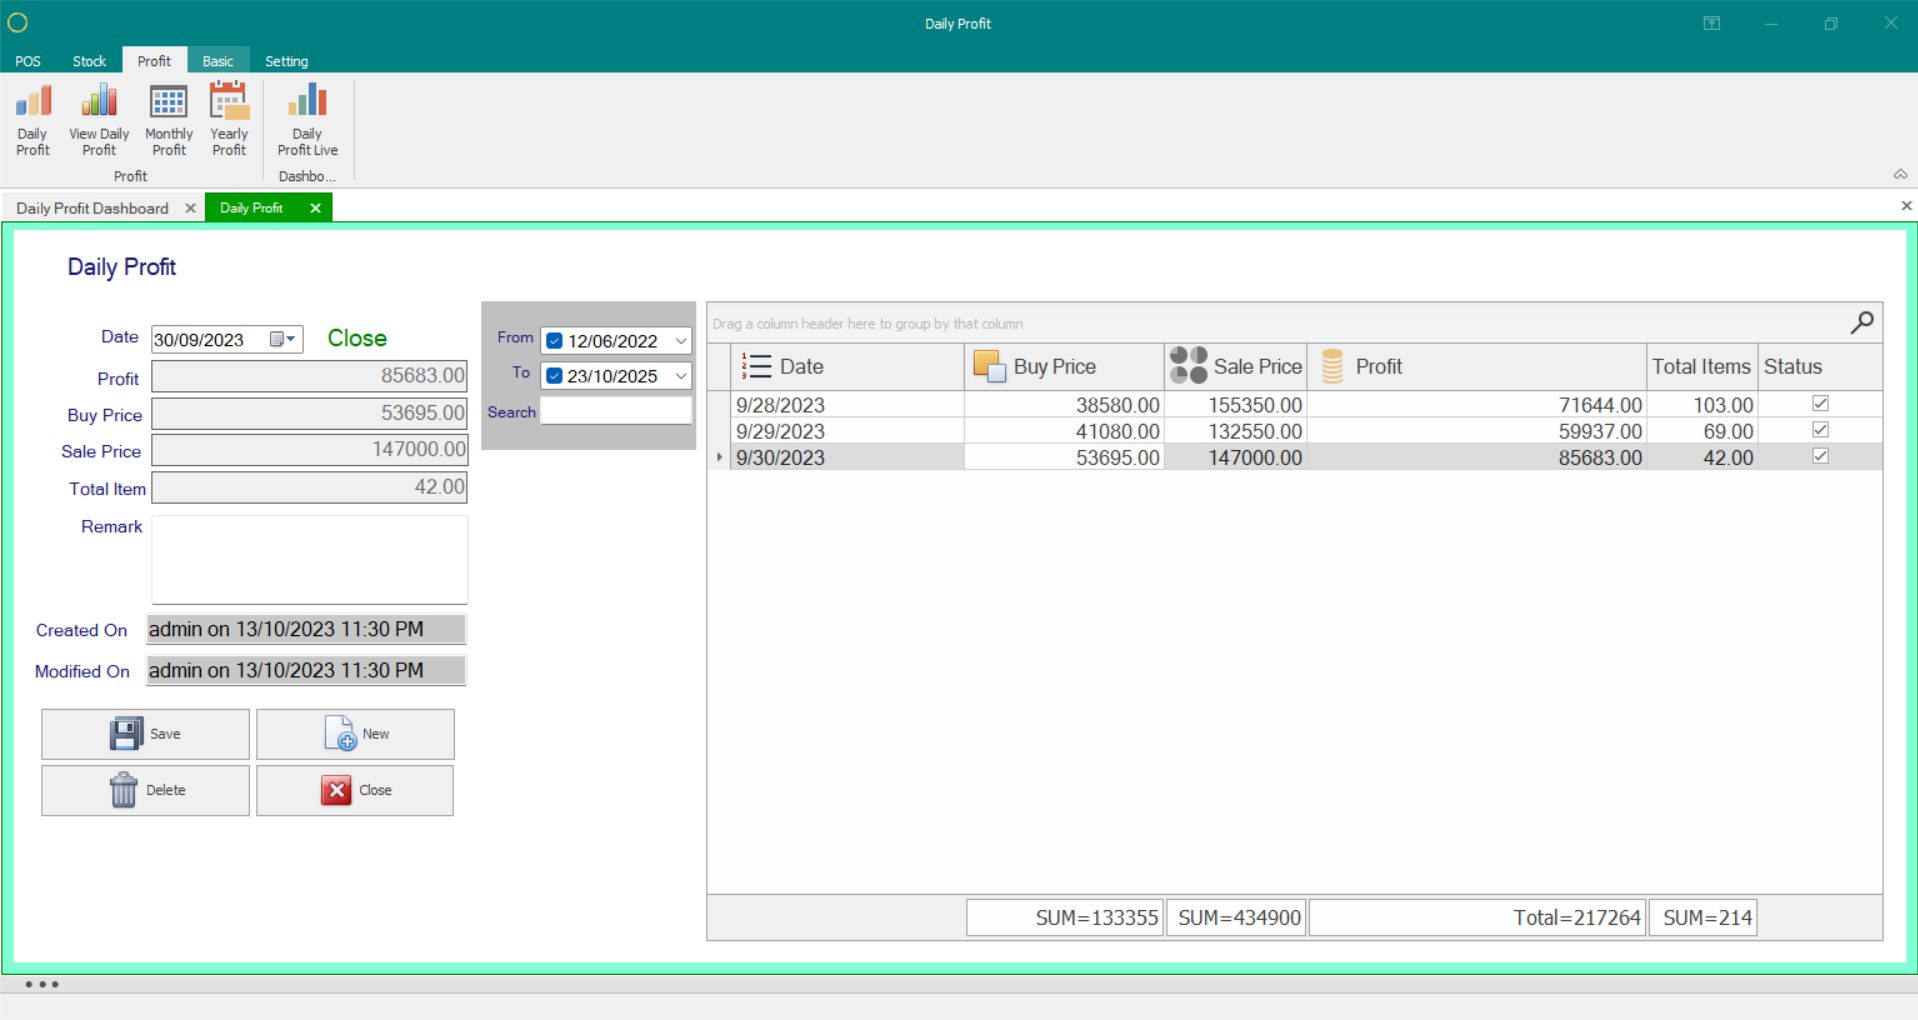 Daily Profit
POS Stock Profit Basic Setting
Daily Profit
View Daily Profit
Monthly Profit
Yearly Profit
Daily Profit Live
Profit
Dashbo...
Daily Profit Dashboard
Daily Profit
Daily Profit
Date 30/09/2023 Close
Profit 85683.00
Buy Price 53695.00
Sale Price 147000.00
Total Item 42.00
Remark
Created On admin on 13/10/2023 11:30 PM
Modified On admin on 13/10/2023 11:30 PM
Save New
Delete Close
From 12/06/2022
To 23/10/2025
Search
Drag a column header here to group by that column
Date Buy Price Sale Price Profit Total Items Status
9/28/2023 38580.00 155350.00 71644.00 103.00
9/29/2023 41080.00 132550.00 59937.00 69.00
9/30/2023 53695.00 147000.00 85683.00 42.00
SUM=133355 SUM=434900 Total=217264 SUM=214